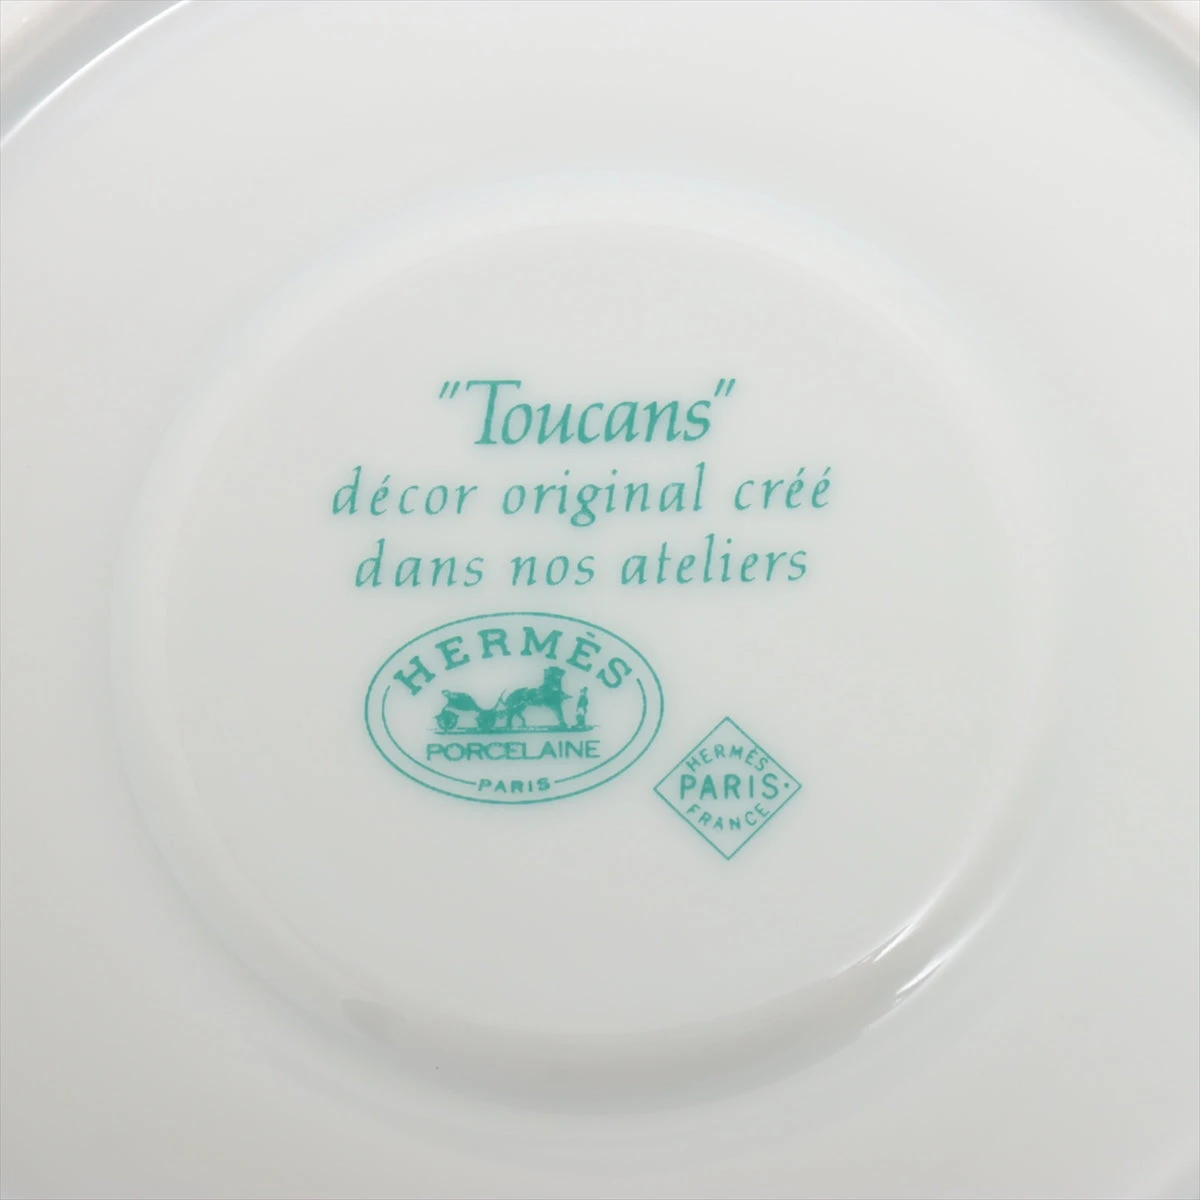 "Toucans"
décor original créé
dans nos ateliers
HERMÈS
PORCELAINE
PARIS
HERMÈS
PARIS
FRANCE